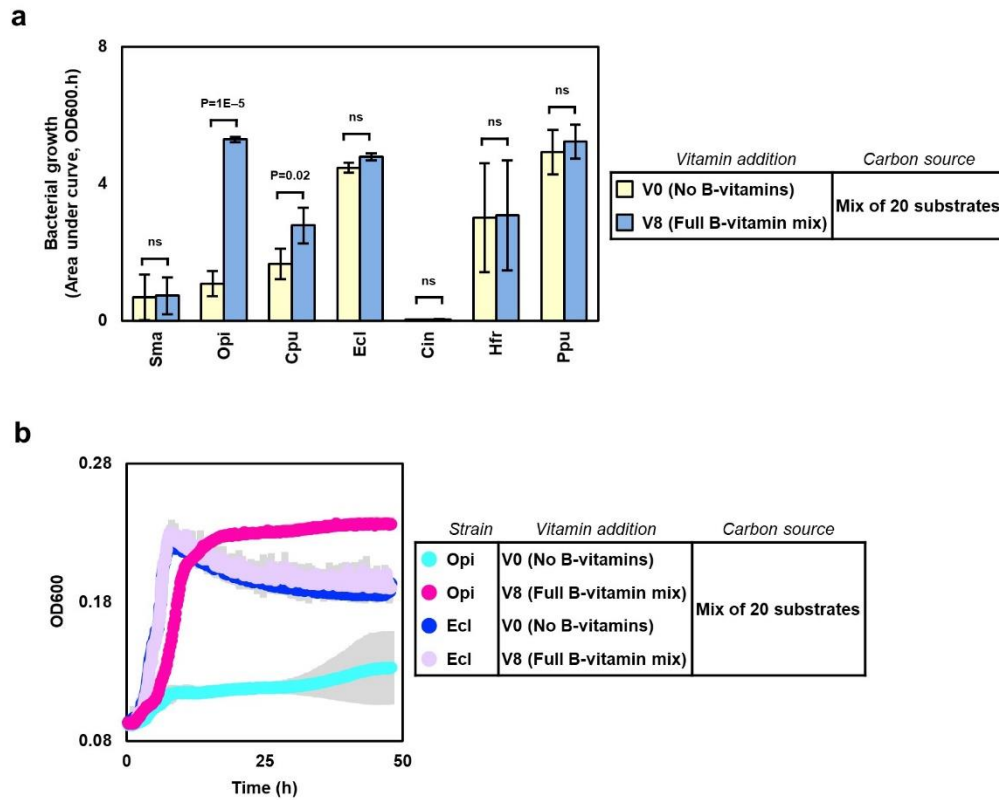 a
Bacterial growth
(Area under curve, OD600.h)
8
4
0
ns
P=1E–5
P=0.02
ns
ns
ns
ns
Sma
Opi
Cpu
Ecl
Cin
Hfr
Ppu
Vitamin addition Carbon source
V0 (No B-vitamins)
V8 (Full B-vitamin mix)
Mix of 20 substrates
b
OD600
0.28
0.18
0.08
0 25 50
Time (h)
Strain Vitamin addition Carbon source
Opi V0 (No B-vitamins)
Opi V8 (Full B-vitamin mix)
Ecl V0 (No B-vitamins)
Ecl V8 (Full B-vitamin mix)
Mix of 20 substrates